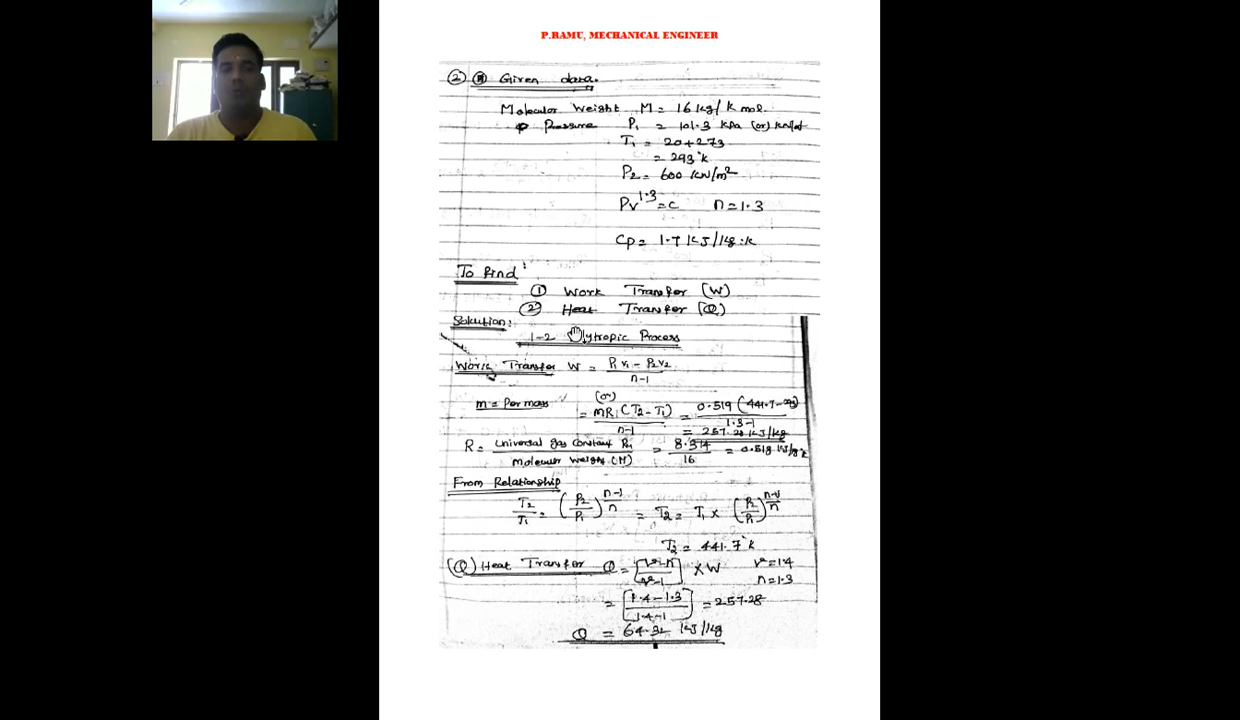 P.RAMU, MECHANICAL ENGINEER
② Given data.
Molecular Weight M = 16 kg/k mol.
Pressure P₁ = 101.3 kPa (or) kN/m²
T₁ = 20+273
= 293°k
P₂ = 600 kN/m²
Pv^1.3 = C n = 1.3
Cp = 1.7 KJ/kg.k
To find
① Work Transfer (W)
② Heat Transfer (Q)
Solution:
1-2 lytropic Process
Work Transfer W = P₁V₁ - P₂V₂ / n-1
(or)
m = Per mass = mR (T₂-T₁) / n-1 = 0.519 (441.7-293) / 1.3-1
= 257.28 KJ/kg
R = Universal gas Constant Ru / molecular weight (M) = 8.314 / 16 = 0.519 KJ/kg°k
From Relationship
T₂/T₁ = (P₂/P₁)^n-1/n = T₂ = T₁ × (P₂/P₁)^n-1/n
T₂ = 441.7°k
(Q) Heat Transfer Q = [γ-n / γ-1] × W γ = 1.4
n = 1.3
= [1.4-1.3 / 1.4-1] = 257.28
Q = 64.32 KJ/kg